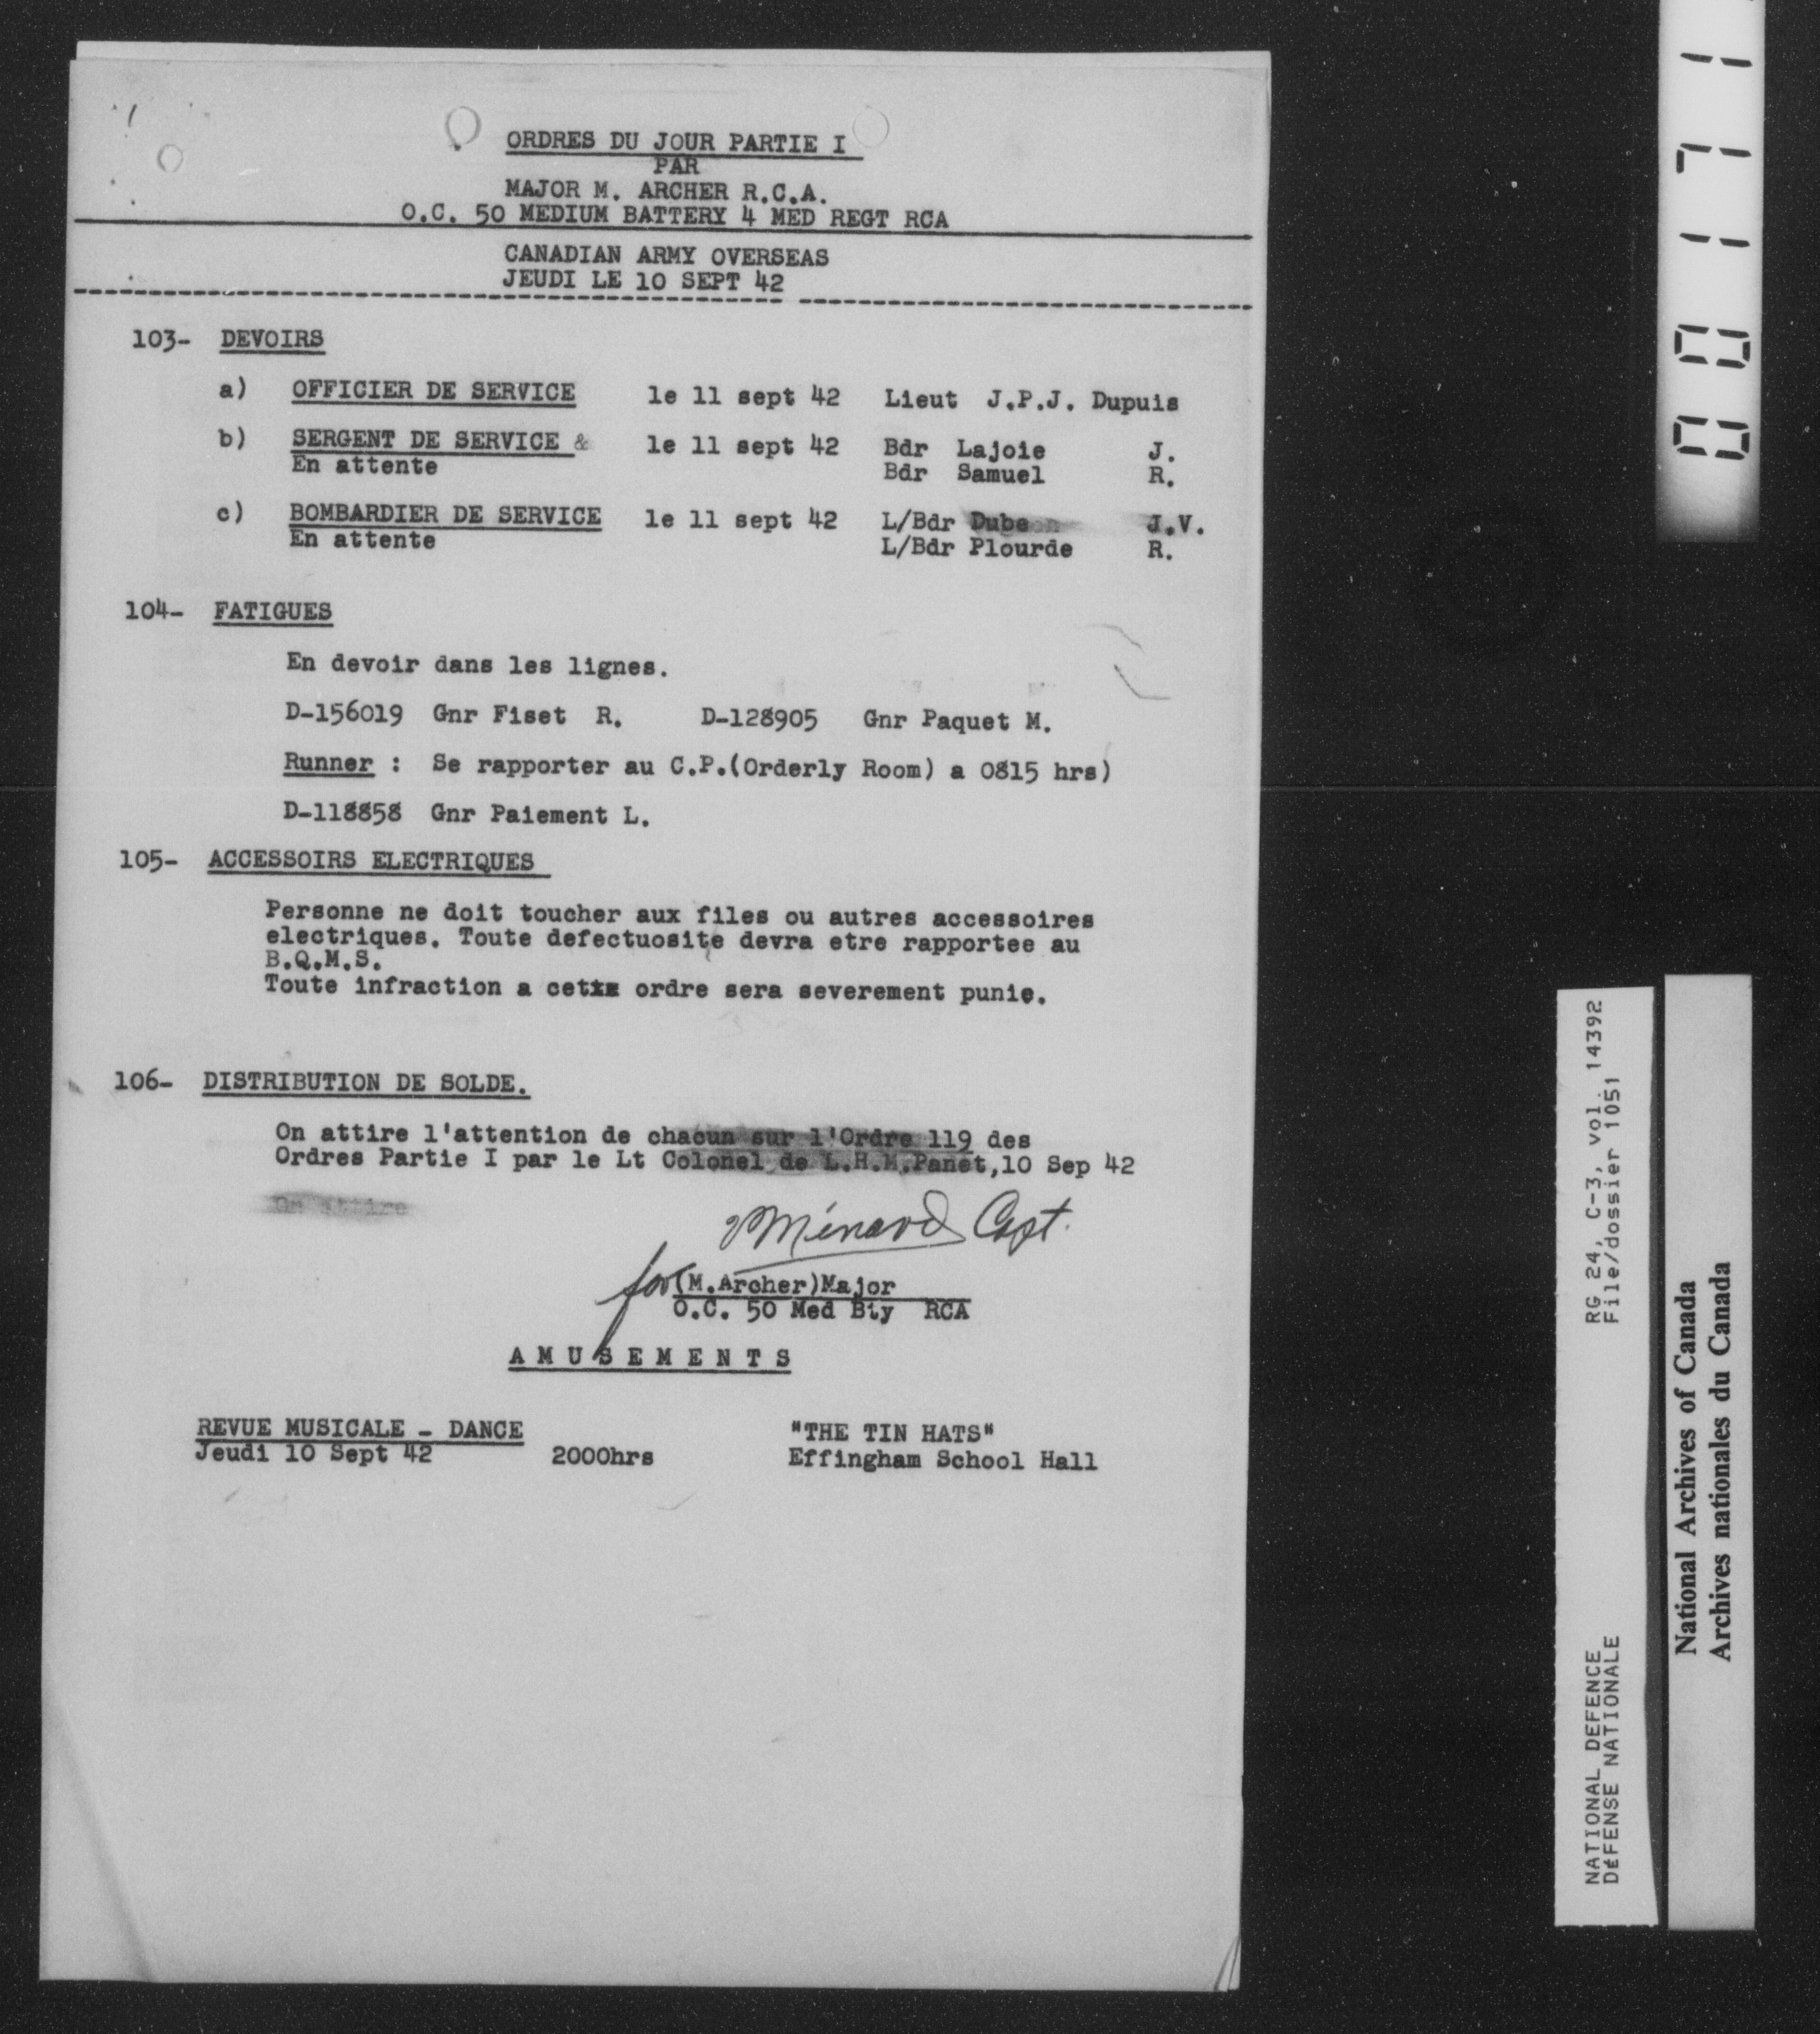 ORDRES DU JOUR PARTIE I
PAR
MAJOR M. ARCHER R.C.A.
O.C. 50 MEDIUM BATTERY 4 MED REGT RCA
CANADIAN ARMY OVERSEAS
JEUDI LE 10 SEPT 42
103- DEVOIRS
a) OFFICIER DE SERVICE le 11 sept 42 Lieut J.P.J. Dupuis
b) SERGENT DE SERVICE & le 11 sept 42 Bdr Lajoie J.
En attente Bdr Samuel R.
c) BOMBARDIER DE SERVICE le 11 sept 42 L/Bdr Dube J.V.
En attente L/Bdr Plourde R.
104- FATIGUES
En devoir dans les lignes.
D-156019 Gnr Fiset R. D-128905 Gnr Paquet M.
Runner : Se rapporter au C.P.(Orderly Room) a 0815 hrs)
D-118858 Gnr Paiement L.
105- ACCESSOIRS ELECTRIQUES
Personne ne doit toucher aux files ou autres accessoires
electriques. Toute defectuosite devra etre rapportee au
B.Q.M.S.
Toute infraction a cet ordre sera severement punie.
106- DISTRIBUTION DE SOLDE.
On attire l'attention de chacun sur l'Ordre 119 des
Ordres Partie I par le Lt Colonel de L.H.M.Panet,10 Sep 42
On attire
Ménard Capt.
for (M.Archer)Major
O.C. 50 Med Bty RCA
AMUSEMENTS
REVUE MUSICALE - DANCE "THE TIN HATS"
Jeudi 10 Sept 42 2000hrs Effingham School Hall
00171
RG 24, C-3, vol. 14392
File/dossier 1051
NATIONAL DEFENCE
DÉFENSE NATIONALE
National Archives of Canada
Archives nationales du Canada